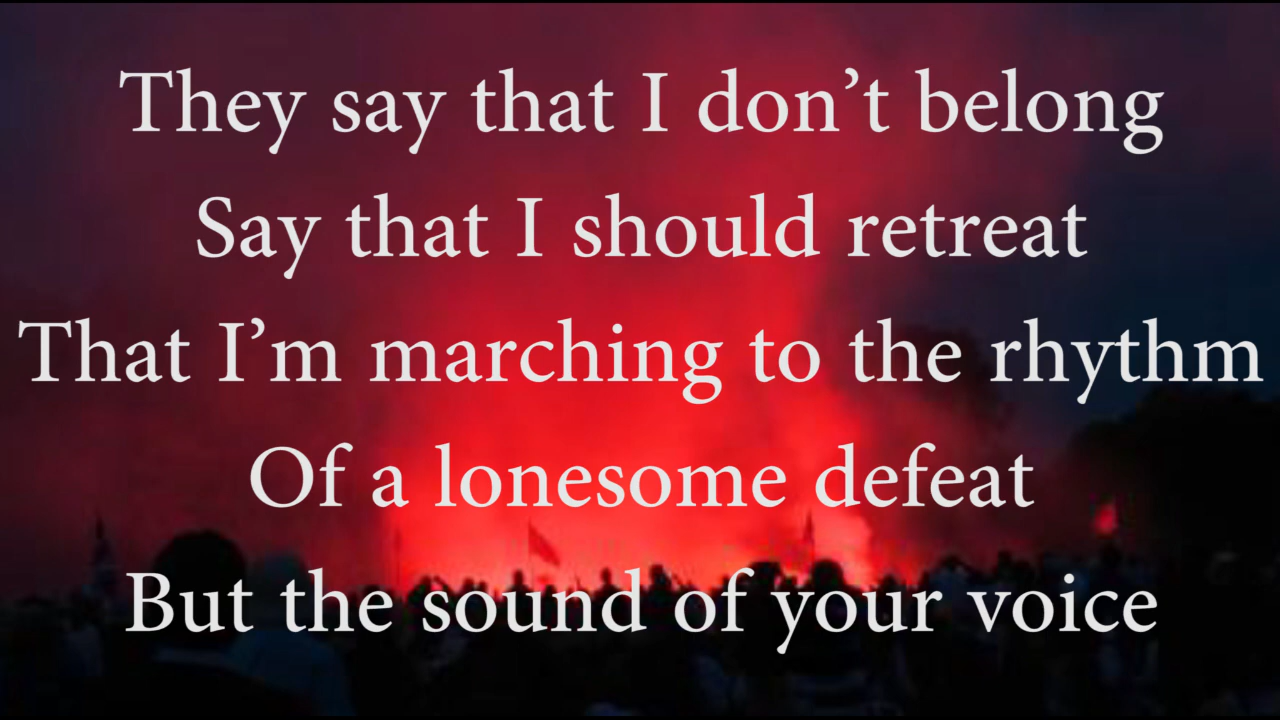 They say that I don’t belong
Say that I should retreat
That I’m marching to the rhythm
Of a lonesome defeat
But the sound of your voice